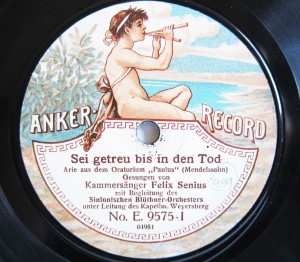 ANKER RECORD
Sei getreu bis in den Tod
Arie aus dem Oratorium „Paulus" (Mendelssohn)
Gesungen von
Kammersänger Felix Senius
mit Begleitung des
Sinfonischen Blüthner-Orchesters
unter Leitung des Kapellm. Weyersberg
No. E. 9575-I
04981